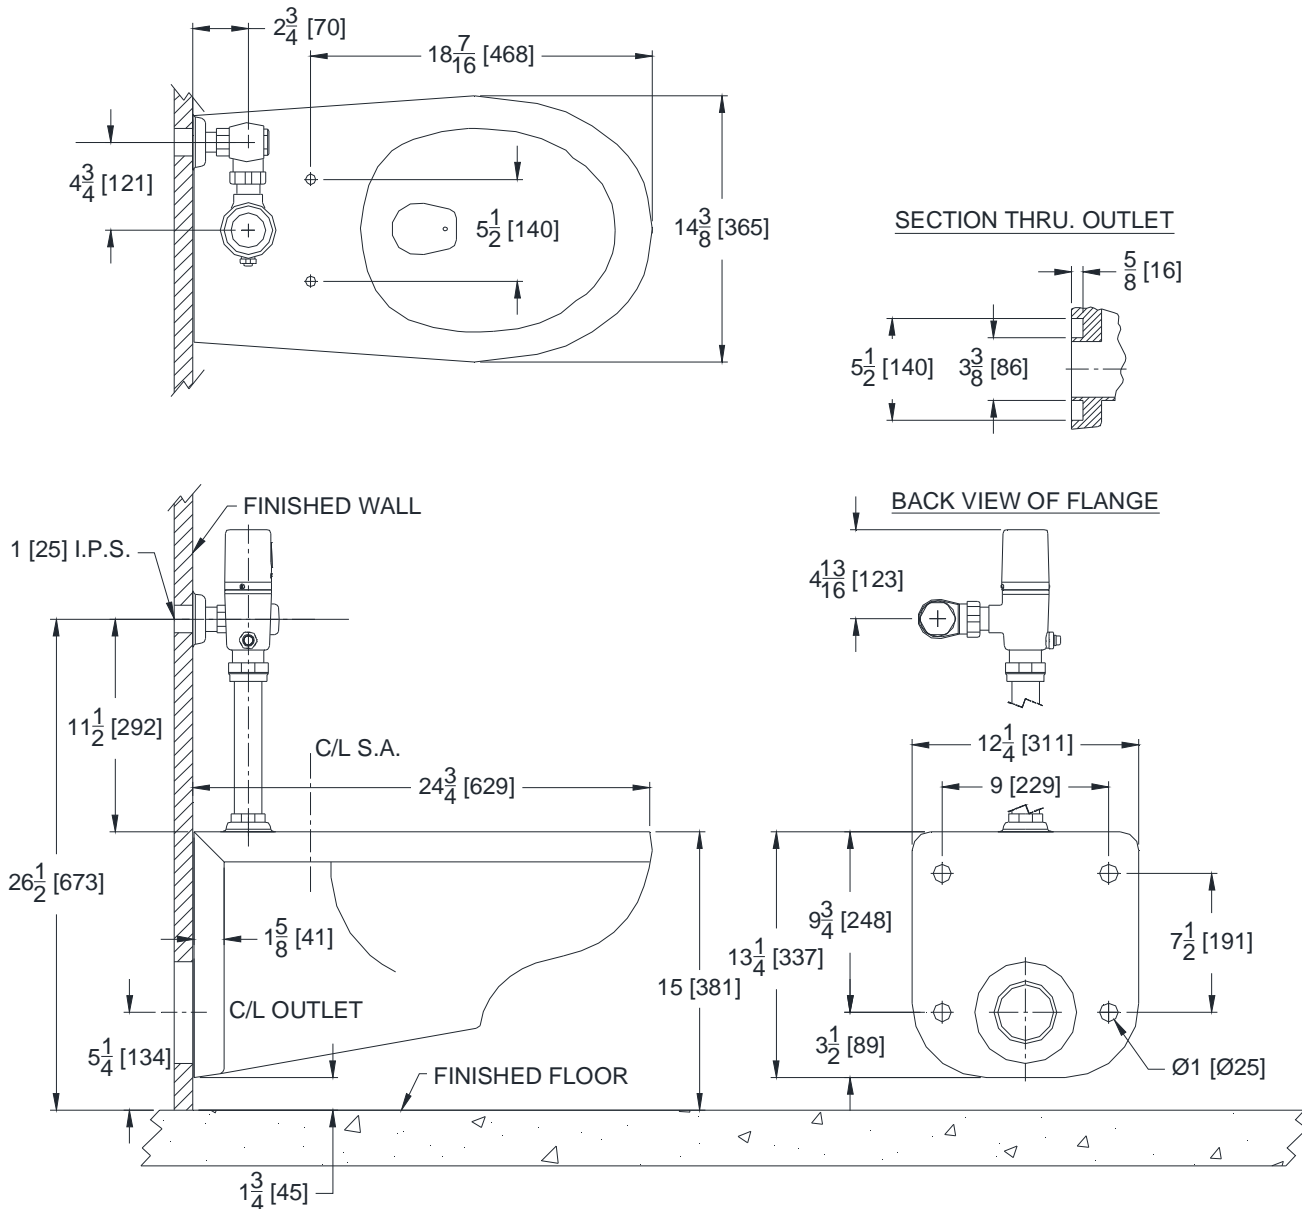 2 3/4 [70]
18 7/16 [468]
4 3/4 [121]
5 1/2 [140]
14 3/8 [365]
SECTION THRU. OUTLET
5/8 [16]
5 1/2 [140]
3 3/8 [86]
FINISHED WALL
1 [25] I.P.S.
BACK VIEW OF FLANGE
4 13/16 [123]
11 1/2 [292]
C/L S.A.
24 3/4 [629]
12 1/4 [311]
9 [229]
26 1/2 [673]
1 5/8 [41]
9 3/4 [248]
13 1/4 [337]
7 1/2 [191]
15 [381]
C/L OUTLET
5 1/4 [134]
3 1/2 [89]
Ø1 [Ø25]
FINISHED FLOOR
1 3/4 [45]